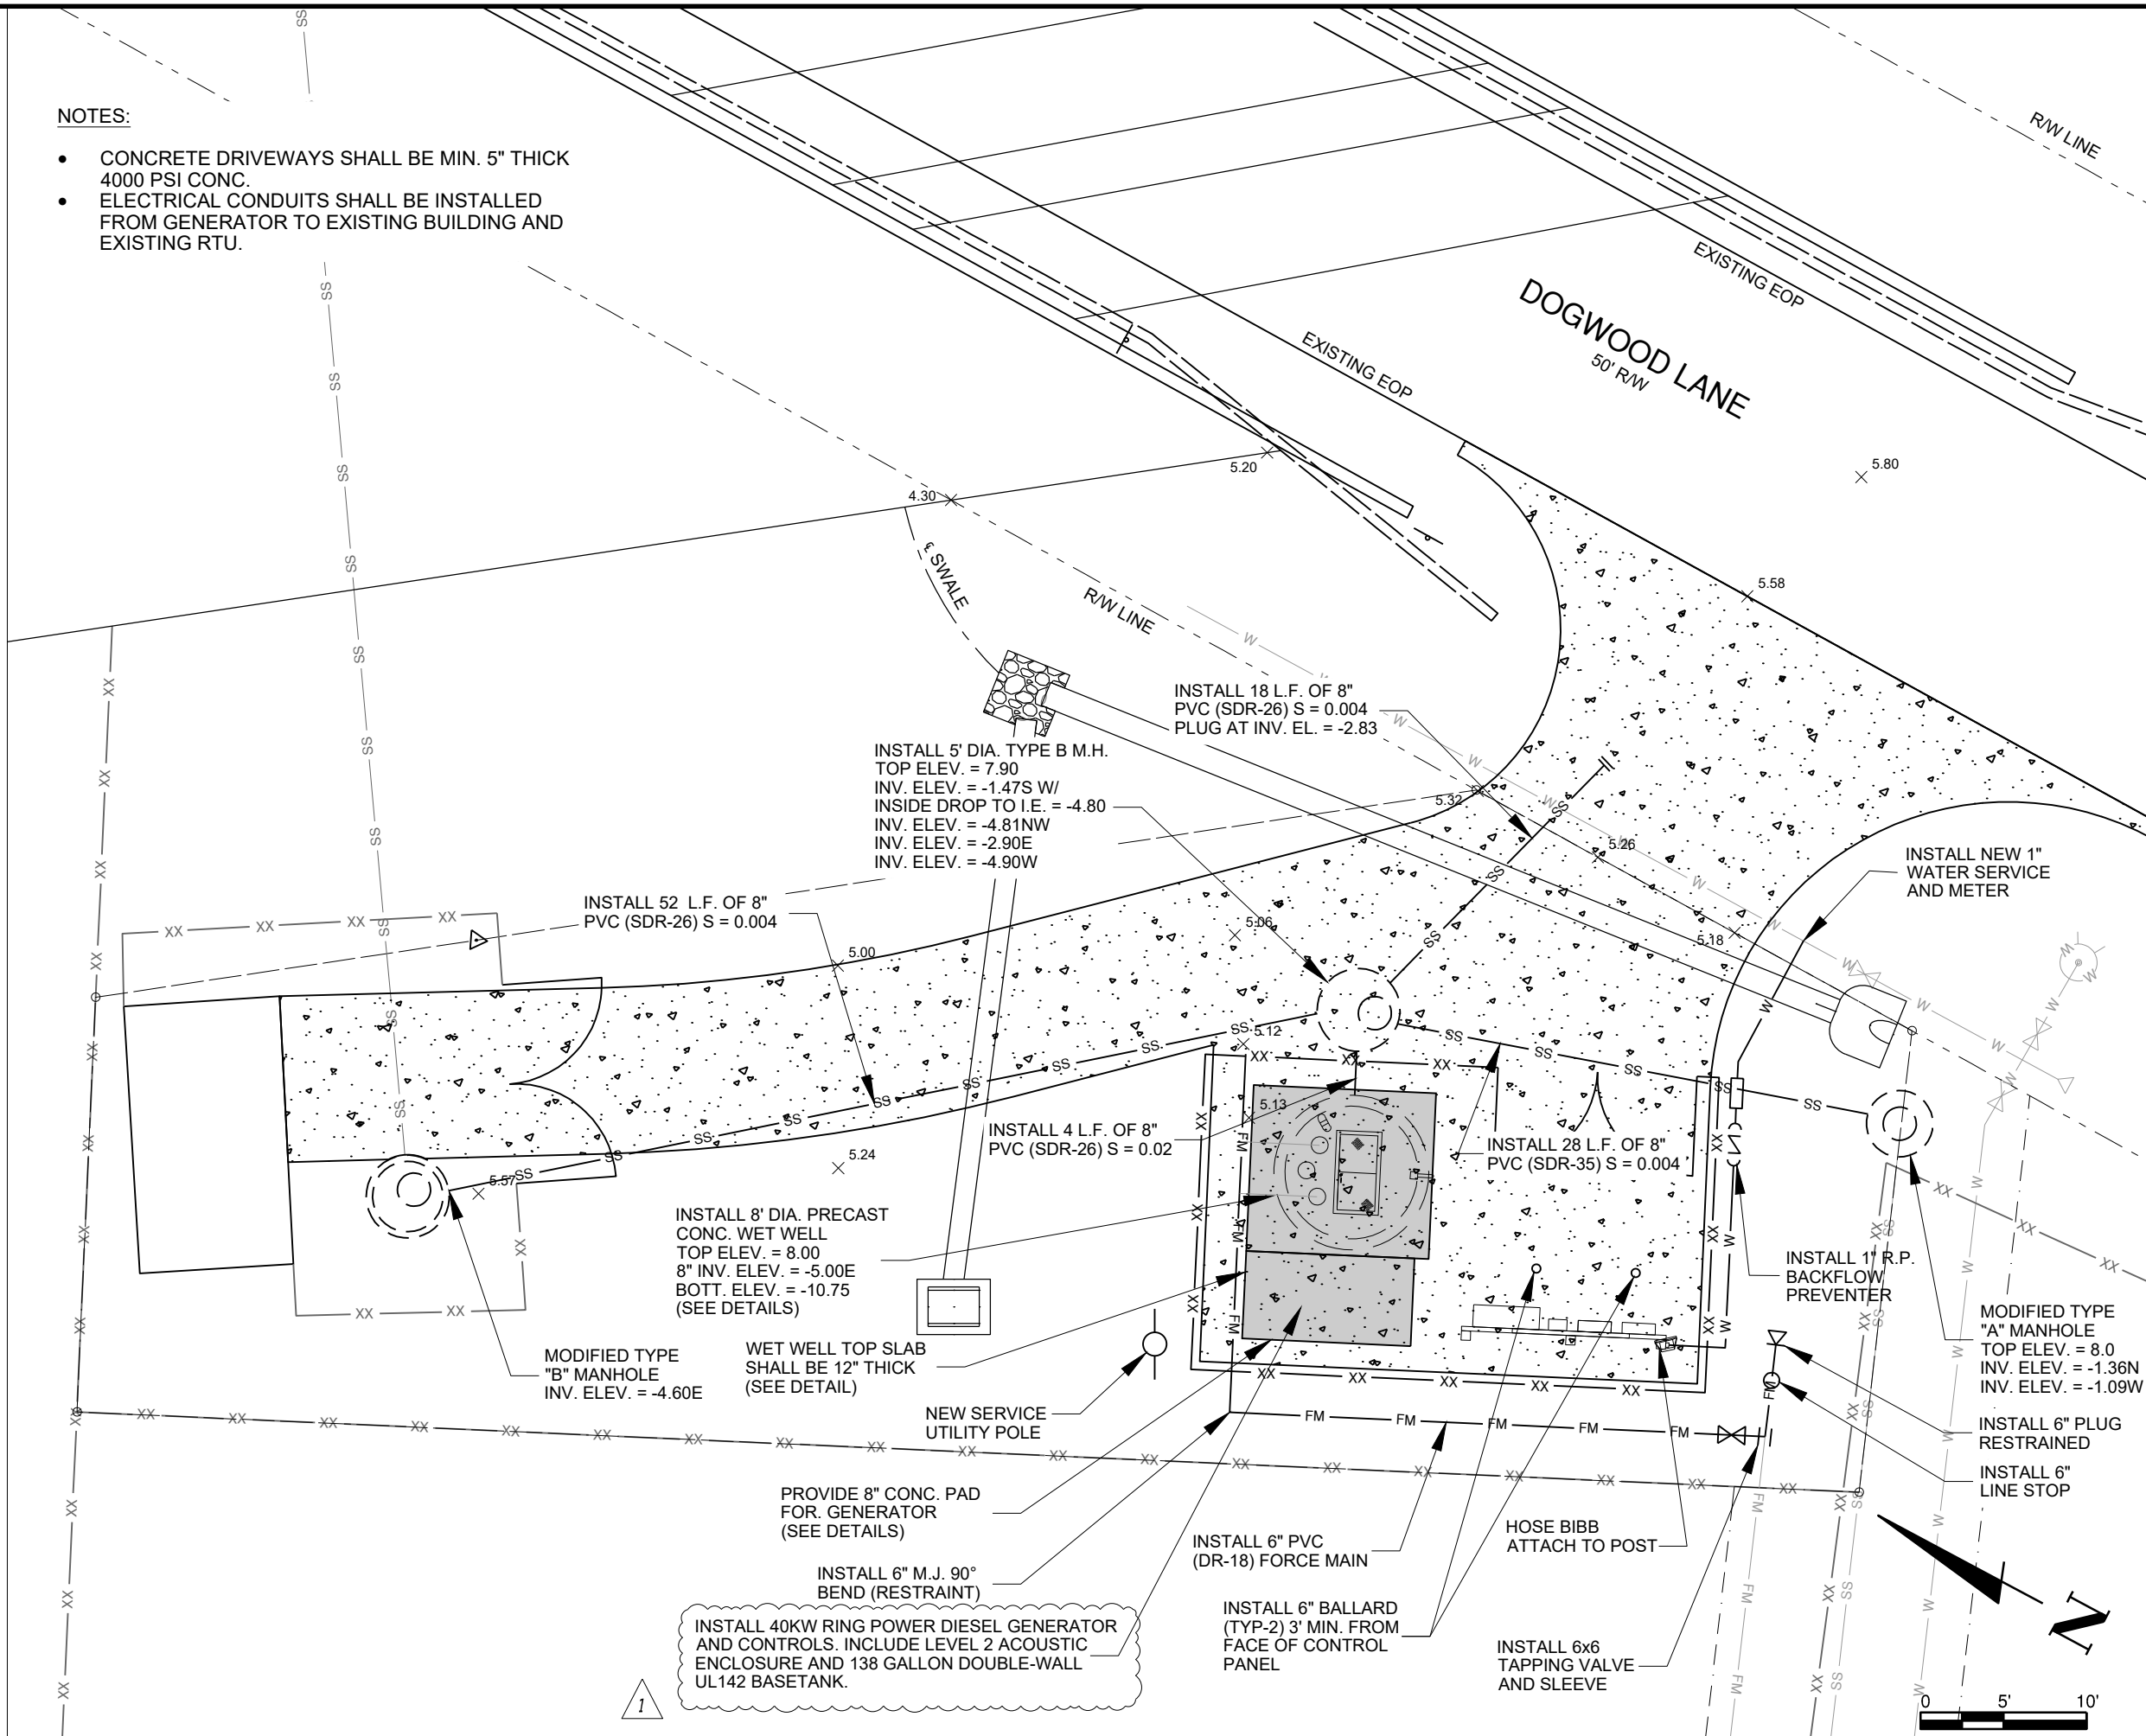 NOTES:
• CONCRETE DRIVEWAYS SHALL BE MIN. 5" THICK
4000 PSI CONC.
• ELECTRICAL CONDUITS SHALL BE INSTALLED
FROM GENERATOR TO EXISTING BUILDING AND
EXISTING RTU.
R/W LINE
EXISTING EOP
DOGWOOD LANE
50' R/W
EXISTING EOP
5.20
5.80
4.30
℄ SWALE
R/W LINE
5.58
INSTALL 18 L.F. OF 8"
PVC (SDR-26) S = 0.004
PLUG AT INV. EL. = -2.83
INSTALL 5' DIA. TYPE B M.H.
TOP ELEV. = 7.90
INV. ELEV. = -1.47S W/
INSIDE DROP TO I.E. = -4.80
INV. ELEV. = -4.81NW
INV. ELEV. = -2.90E
INV. ELEV. = -4.90W
5.32
5.26
INSTALL NEW 1"
WATER SERVICE
AND METER
INSTALL 52 L.F. OF 8"
PVC (SDR-26) S = 0.004
5.00
5.06
5.18
5.12
5.13
INSTALL 4 L.F. OF 8"
PVC (SDR-26) S = 0.02
INSTALL 28 L.F. OF 8"
PVC (SDR-35) S = 0.004
5.24
5.57
INSTALL 8' DIA. PRECAST
CONC. WET WELL
TOP ELEV. = 8.00
8" INV. ELEV. = -5.00E
BOTT. ELEV. = -10.75
(SEE DETAILS)
INSTALL 1" R.P.
BACKFLOW
PREVENTER
MODIFIED TYPE
"A" MANHOLE
TOP ELEV. = 8.0
INV. ELEV. = -1.36N
INV. ELEV. = -1.09W
MODIFIED TYPE
"B" MANHOLE
INV. ELEV. = -4.60E
WET WELL TOP SLAB
SHALL BE 12" THICK
(SEE DETAIL)
NEW SERVICE
UTILITY POLE
INSTALL 6" PLUG
RESTRAINED
INSTALL 6"
LINE STOP
PROVIDE 8" CONC. PAD
FOR. GENERATOR
(SEE DETAILS)
INSTALL 6" PVC
(DR-18) FORCE MAIN
HOSE BIBB
ATTACH TO POST
INSTALL 6" M.J. 90°
BEND (RESTRAINT)
INSTALL 40KW RING POWER DIESEL GENERATOR
AND CONTROLS. INCLUDE LEVEL 2 ACOUSTIC
ENCLOSURE AND 138 GALLON DOUBLE-WALL
UL142 BASETANK.
1
INSTALL 6" BALLARD
(TYP-2) 3' MIN. FROM
FACE OF CONTROL
PANEL
INSTALL 6x6
TAPPING VALVE
AND SLEEVE
N
0 5' 10'